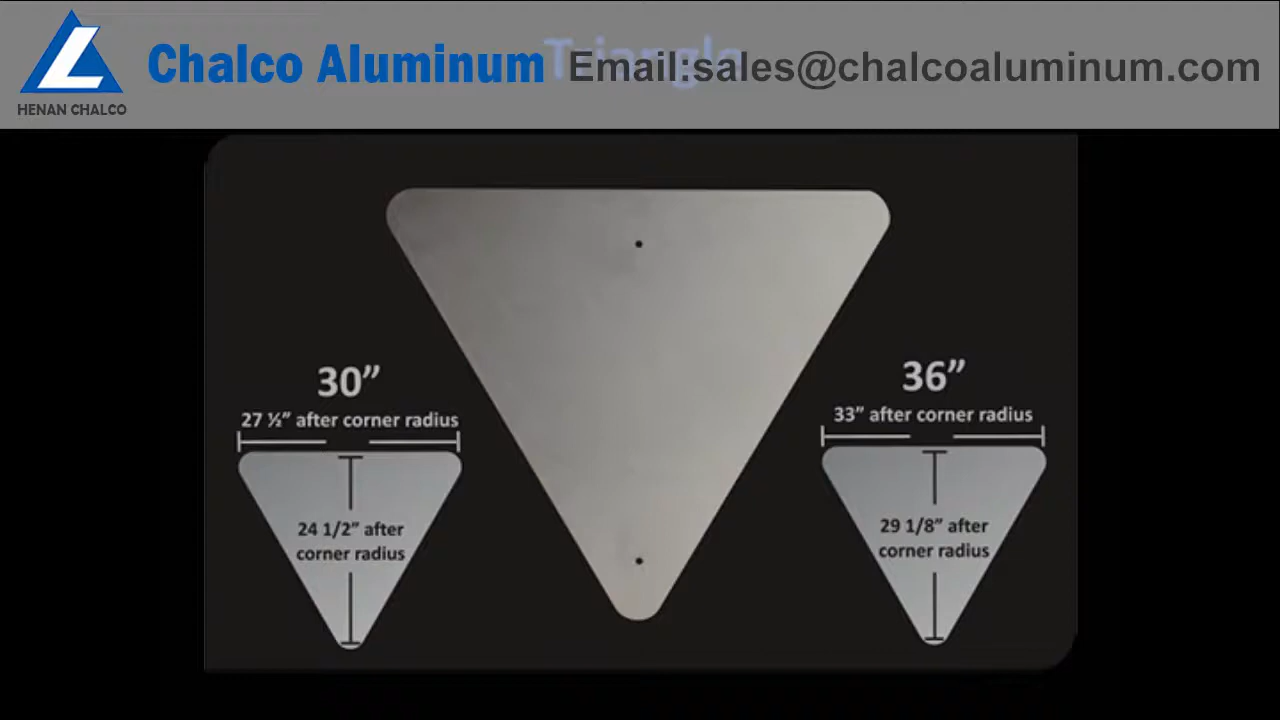 Triangle
Chalco Aluminum
Email:sales@chalcoaluminum.com
HENAN CHALCO
30”
27 ½” after corner radius
24 1/2” after
corner radius
36”
33” after corner radius
29 1/8” after
corner radius